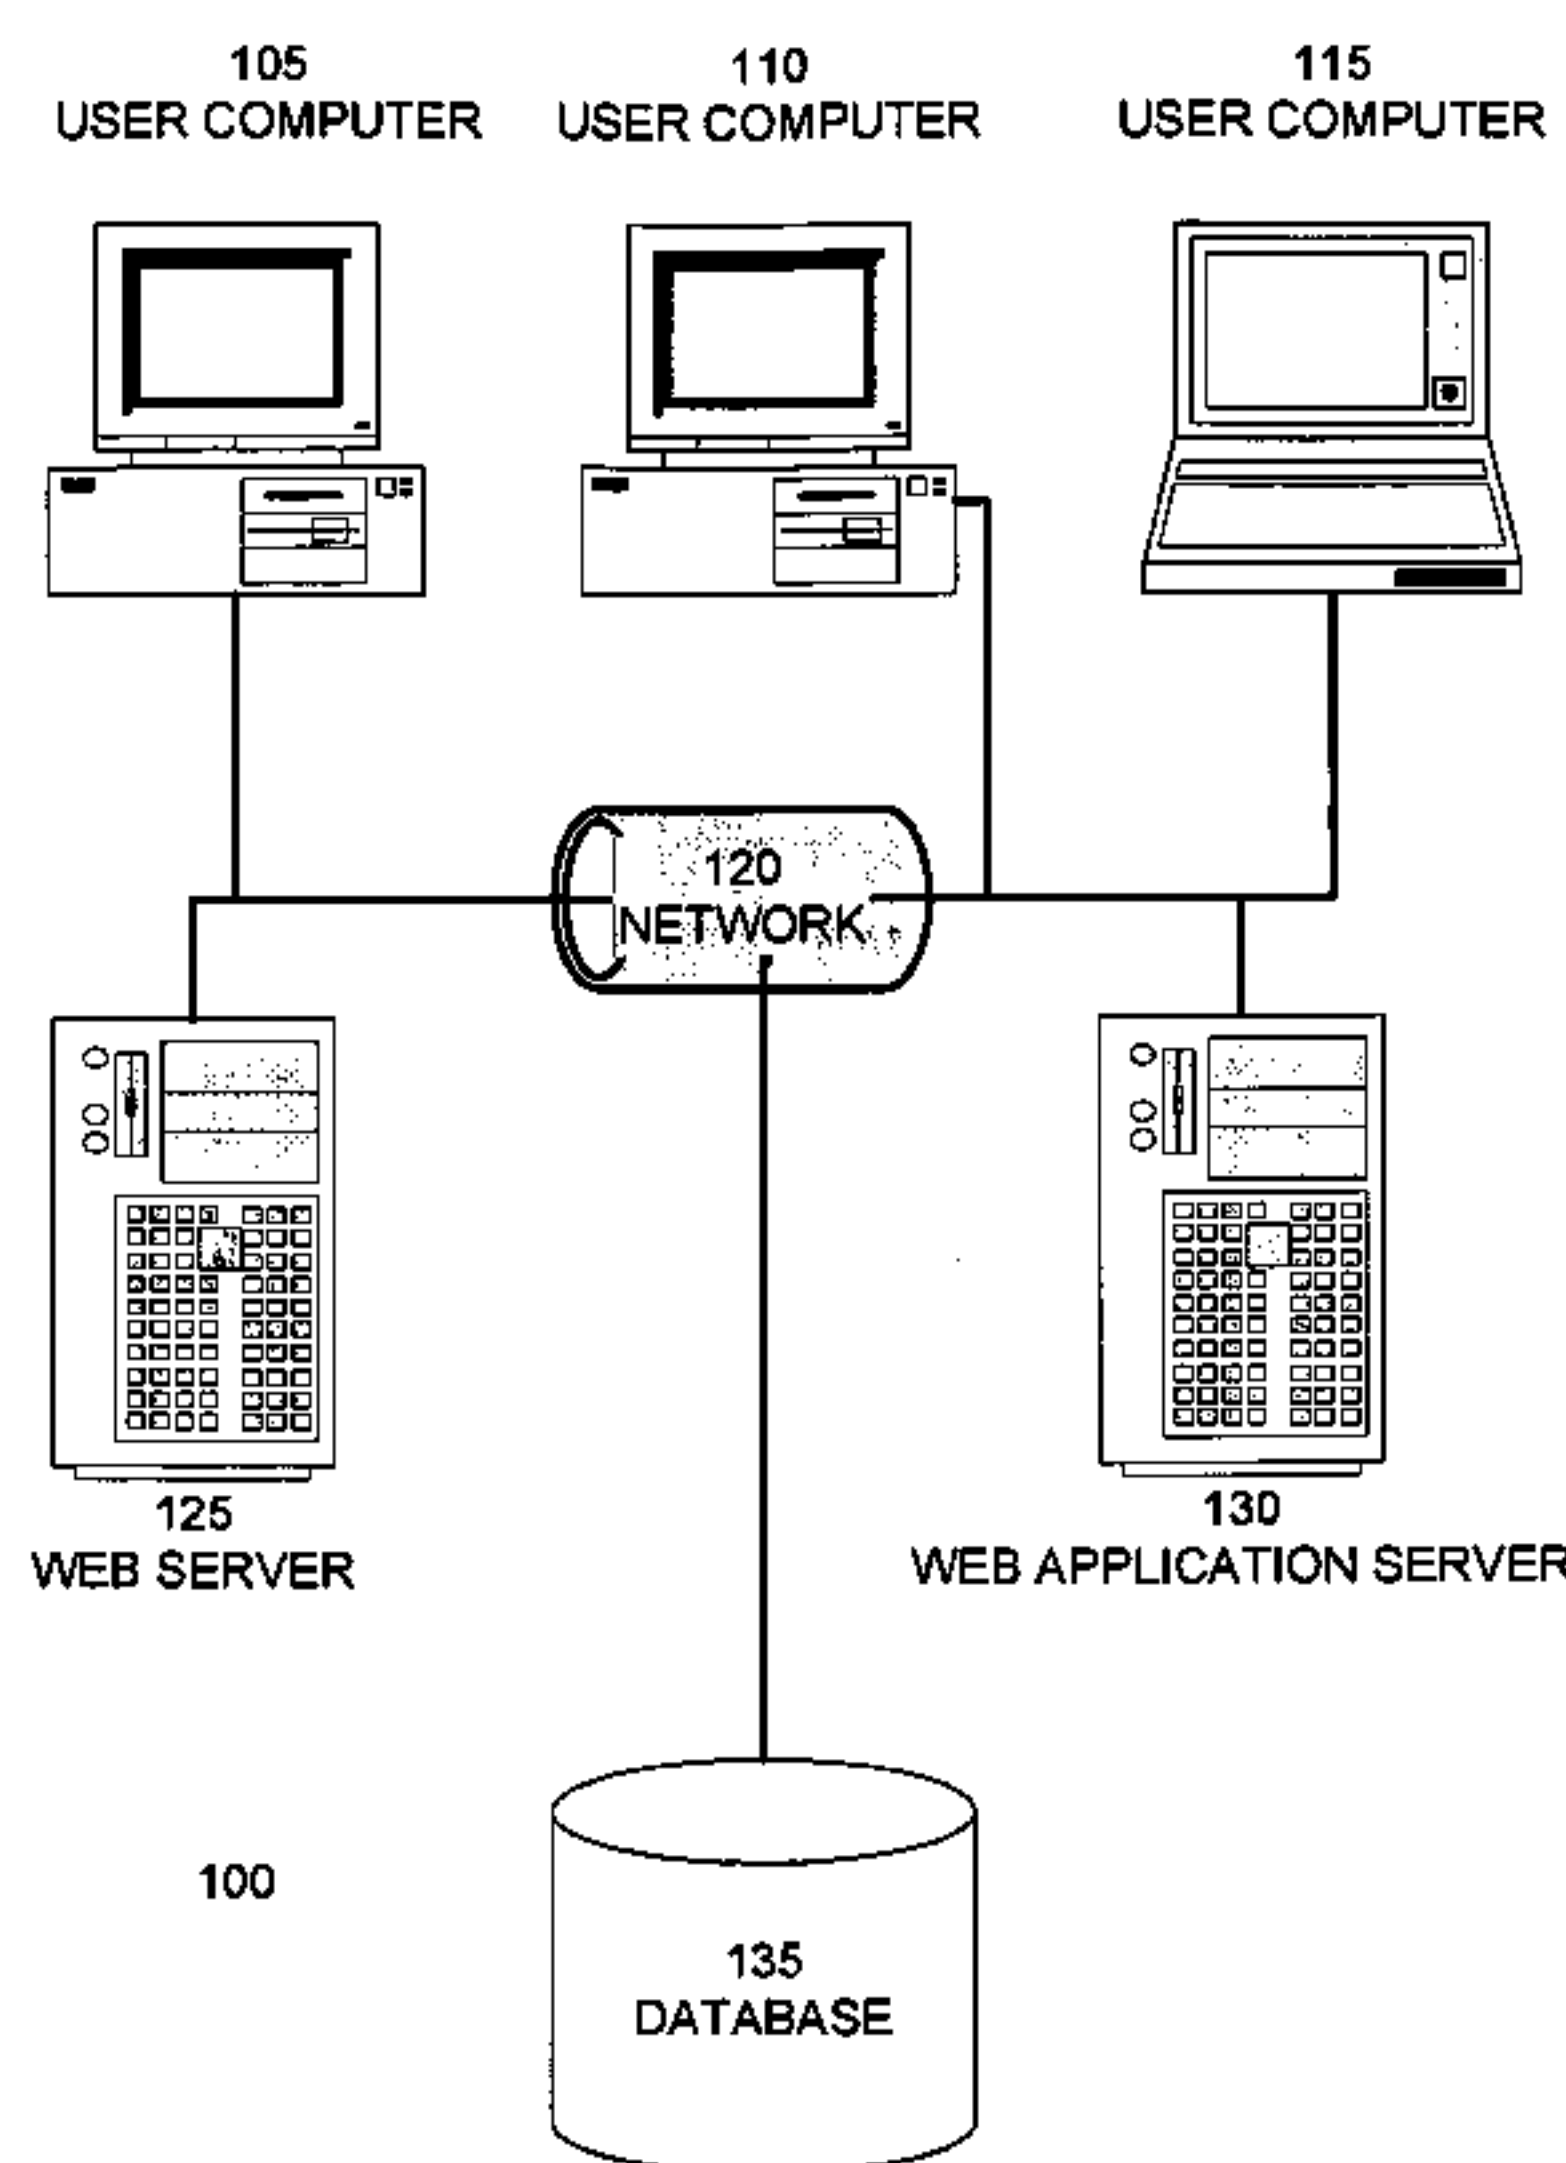 105
USER COMPUTER
110
USER COMPUTER
115
USER COMPUTER
120
NETWORK
125
WEB SERVER
130
WEB APPLICATION SERVER
100
135
DATABASE